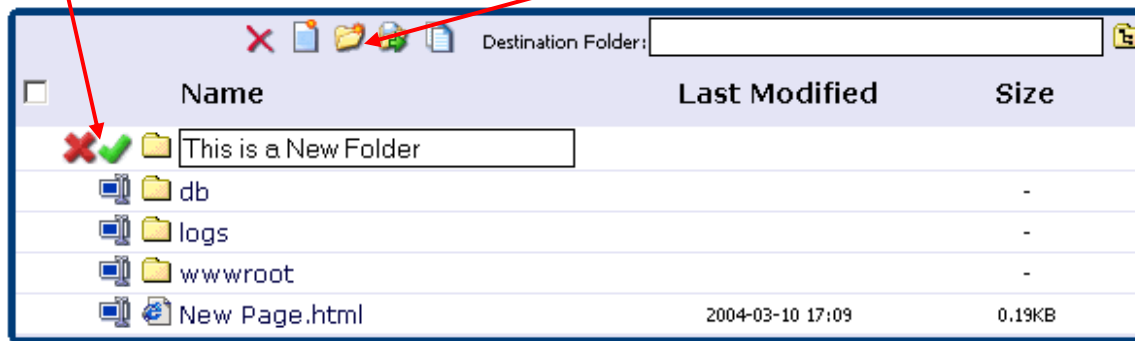 Destination Folder:
Name Last Modified Size
This is a New Folder
db -
logs -
wwwroot -
New Page.html 2004-03-10 17:09 0.19KB